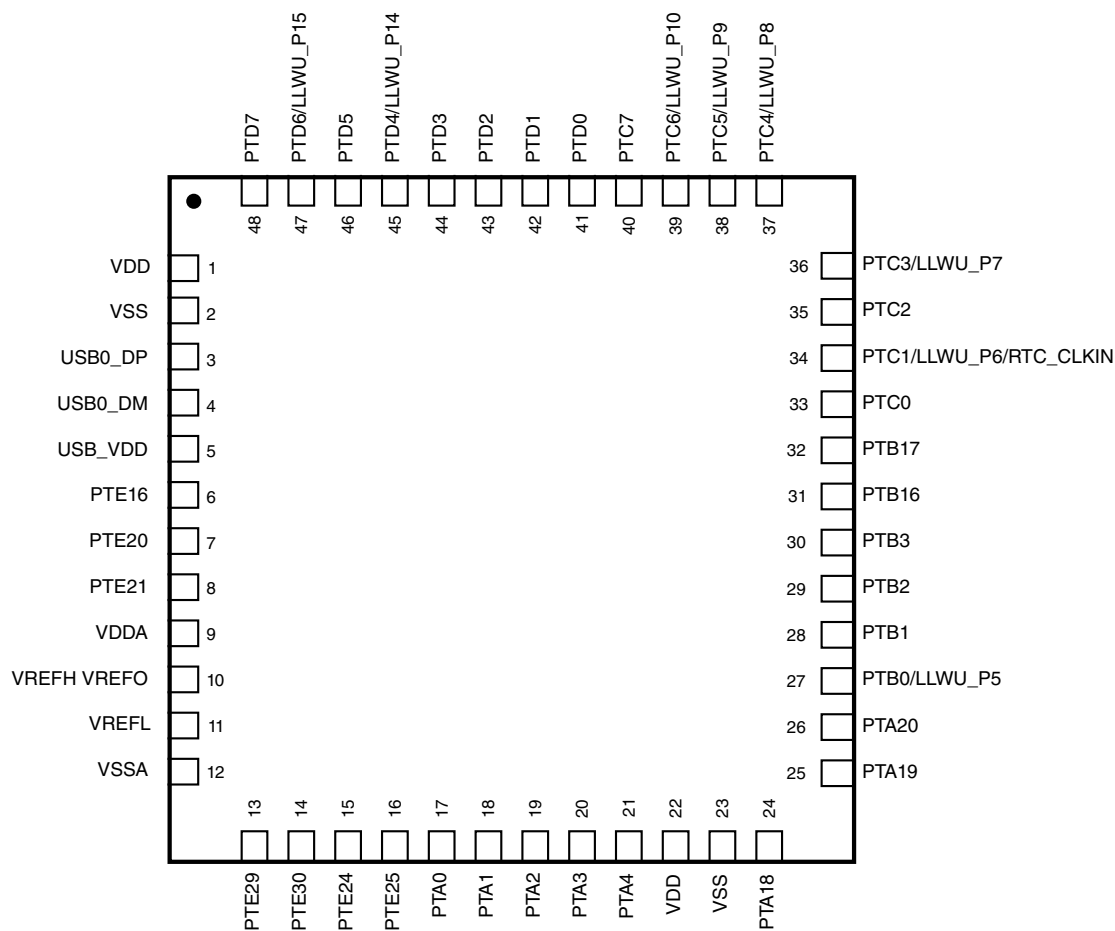 PTD7
PTD6/LLWU_P15
PTD5
PTD4/LLWU_P14
PTD3
PTD2
PTD1
PTD0
PTC7
PTC6/LLWU_P10
PTC5/LLWU_P9
PTC4/LLWU_P8
48
47
46
45
44
43
42
41
40
39
38
37
VDD 1
VSS 2
USB0_DP 3
USB0_DM 4
USB_VDD 5
PTE16 6
PTE20 7
PTE21 8
VDDA 9
VREFH VREFO 10
VREFL 11
VSSA 12
36 PTC3/LLWU_P7
35 PTC2
34 PTC1/LLWU_P6/RTC_CLKIN
33 PTC0
32 PTB17
31 PTB16
30 PTB3
29 PTB2
28 PTB1
27 PTB0/LLWU_P5
26 PTA20
25 PTA19
13
14
15
16
17
18
19
20
21
22
23
24
PTE29
PTE30
PTE24
PTE25
PTA0
PTA1
PTA2
PTA3
PTA4
VDD
VSS
PTA18